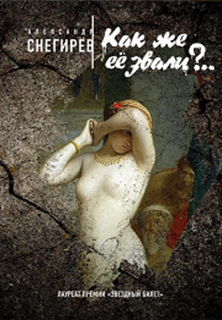 АЛЕКСАНДР
СНЕГИРЁВ
Как же
её звали?..
ЛАУРЕАТ ПРЕМИИ «ЗВЕЗДНЫЙ БИЛЕТ»